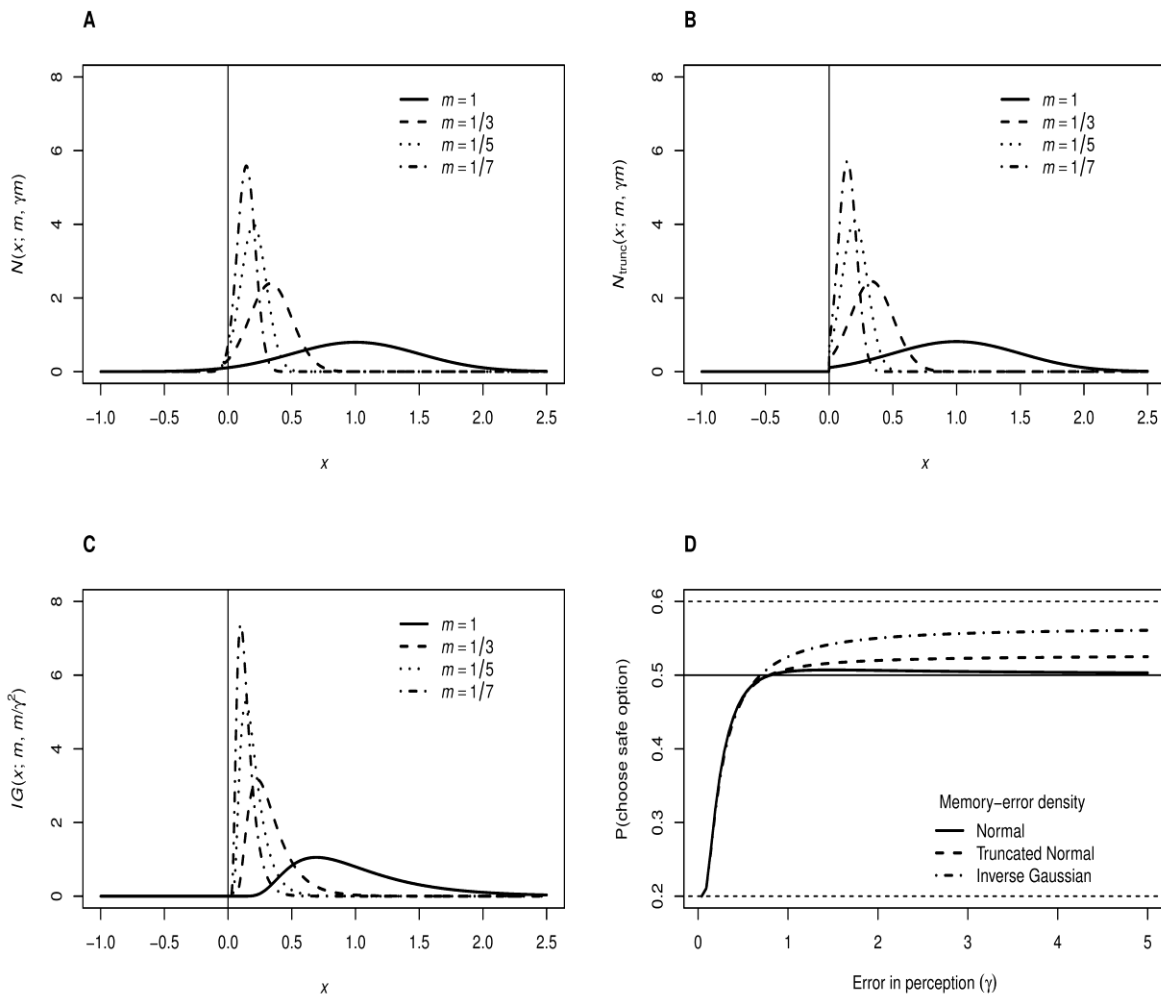 A
N(x; m, γm)
8
6
4
2
0
m = 1
m = 1/3
m = 1/5
m = 1/7
−1.0 −0.5 0.0 0.5 1.0 1.5 2.0 2.5
x
B
Ntrunc(x; m, γm)
8
6
4
2
0
m = 1
m = 1/3
m = 1/5
m = 1/7
−1.0 −0.5 0.0 0.5 1.0 1.5 2.0 2.5
x
C
IG(x; m, m/γ²)
8
6
4
2
0
m = 1
m = 1/3
m = 1/5
m = 1/7
−1.0 −0.5 0.0 0.5 1.0 1.5 2.0 2.5
x
D
P(choose safe option)
0.6
0.5
0.4
0.3
0.2
Memory−error density
Normal
Truncated Normal
Inverse Gaussian
0 1 2 3 4 5
Error in perception (γ)